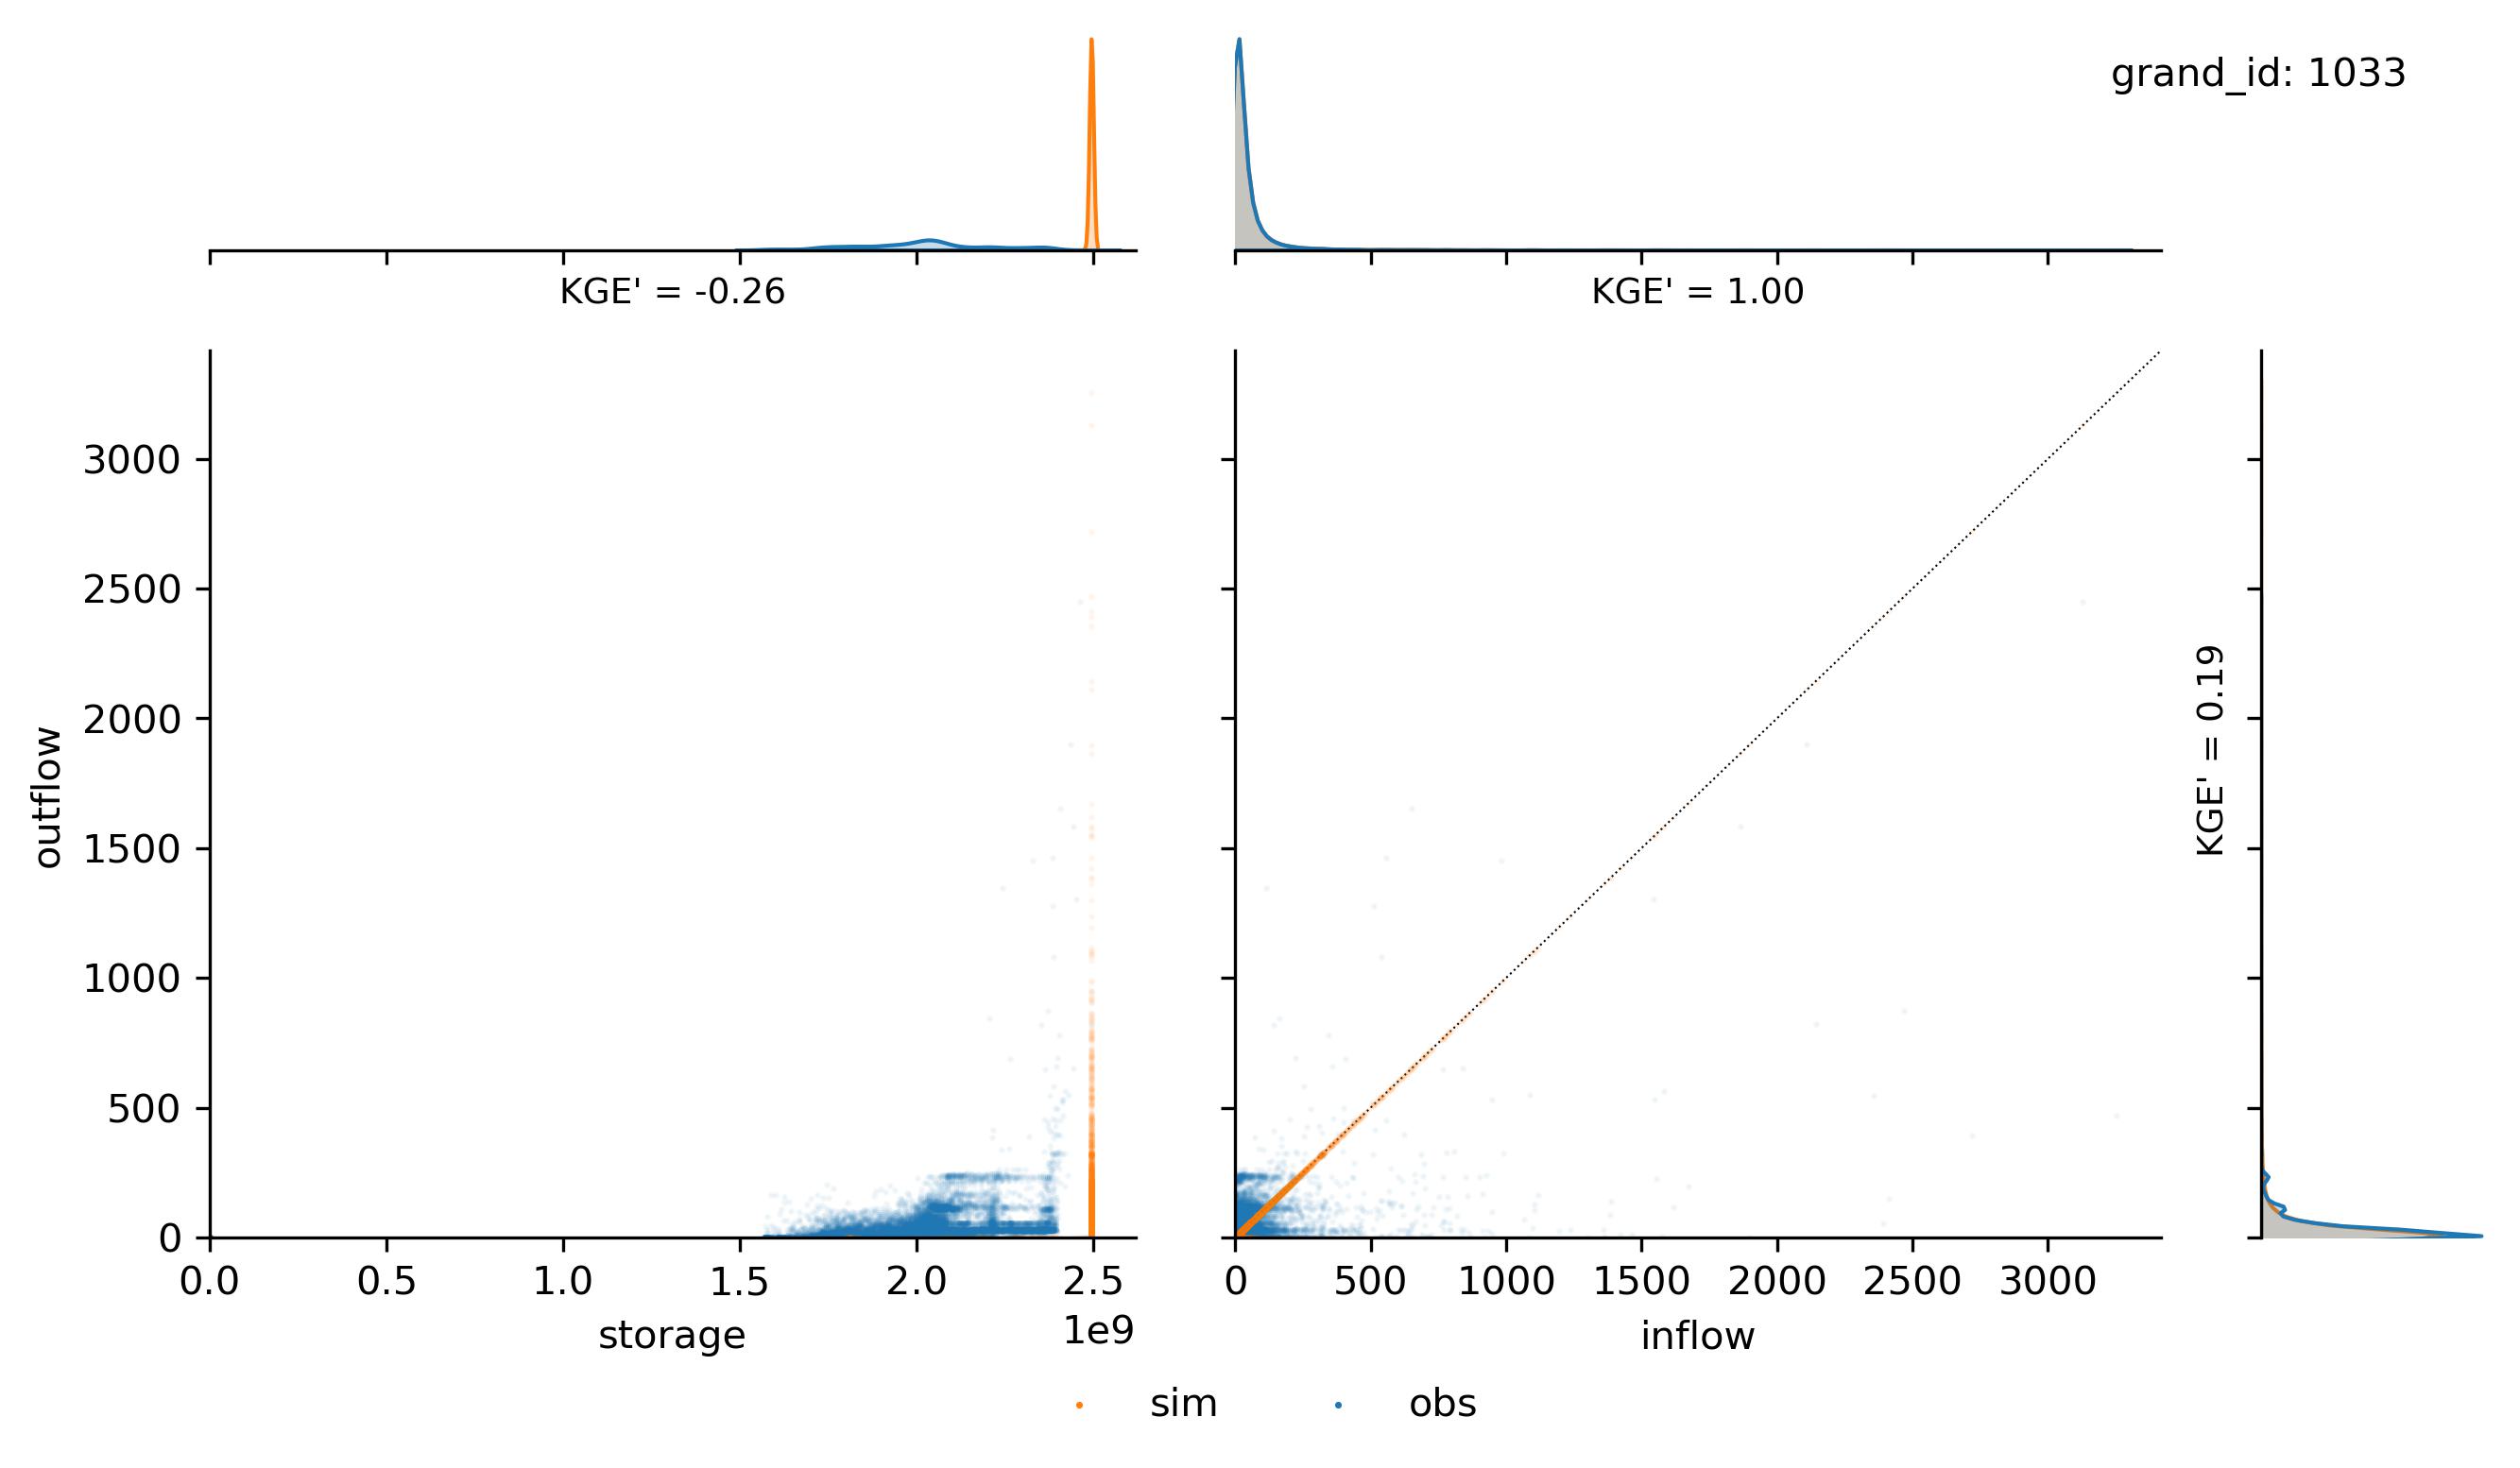 grand_id: 1033
KGE' = -0.26
KGE' = 1.00
outflow
3000
2500
2000
1500
1000
500
0
KGE' = 0.19
0.0 0.5 1.0 1.5 2.0 2.5
1e9
storage
0 500 1000 1500 2000 2500 3000
inflow
sim obs